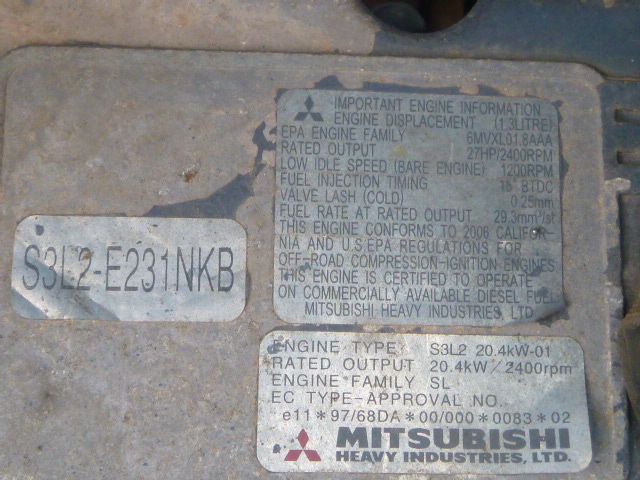 IMPORTANT ENGINE INFORMATION
ENGINE DISPLACEMENT (1.3LITRE)
EPA ENGINE FAMILY 6MVXL01.8AAA
RATED OUTPUT 27HP/2400RPM
LOW IDLE SPEED (BARE ENGINE) 1200RPM
FUEL INJECTION TIMING 18° BTDC
VALVE LASH (COLD) 0.25mm
FUEL RATE AT RATED OUTPUT 29.3mm³/st
THIS ENGINE CONFORMS TO 2006 CALIFOR-
NIA AND U.S EPA REGULATIONS FOR
OFF-ROAD COMPRESSION-IGNITION ENGINES
THIS ENGINE IS CERTIFIED TO OPERATE
ON COMMERCIALLY AVAILABLE DIESEL FUEL
MITSUBISHI HEAVY INDUSTRIES, LTD.
S3L2-E231NKB
ENGINE TYPE S3L2 20.4kW-01
RATED OUTPUT 20.4kW/2400rpm
ENGINE FAMILY SL
EC TYPE-APPROVAL NO.
e11*97/68DA*00/000*0083*02
MITSUBISHI
HEAVY INDUSTRIES, LTD.